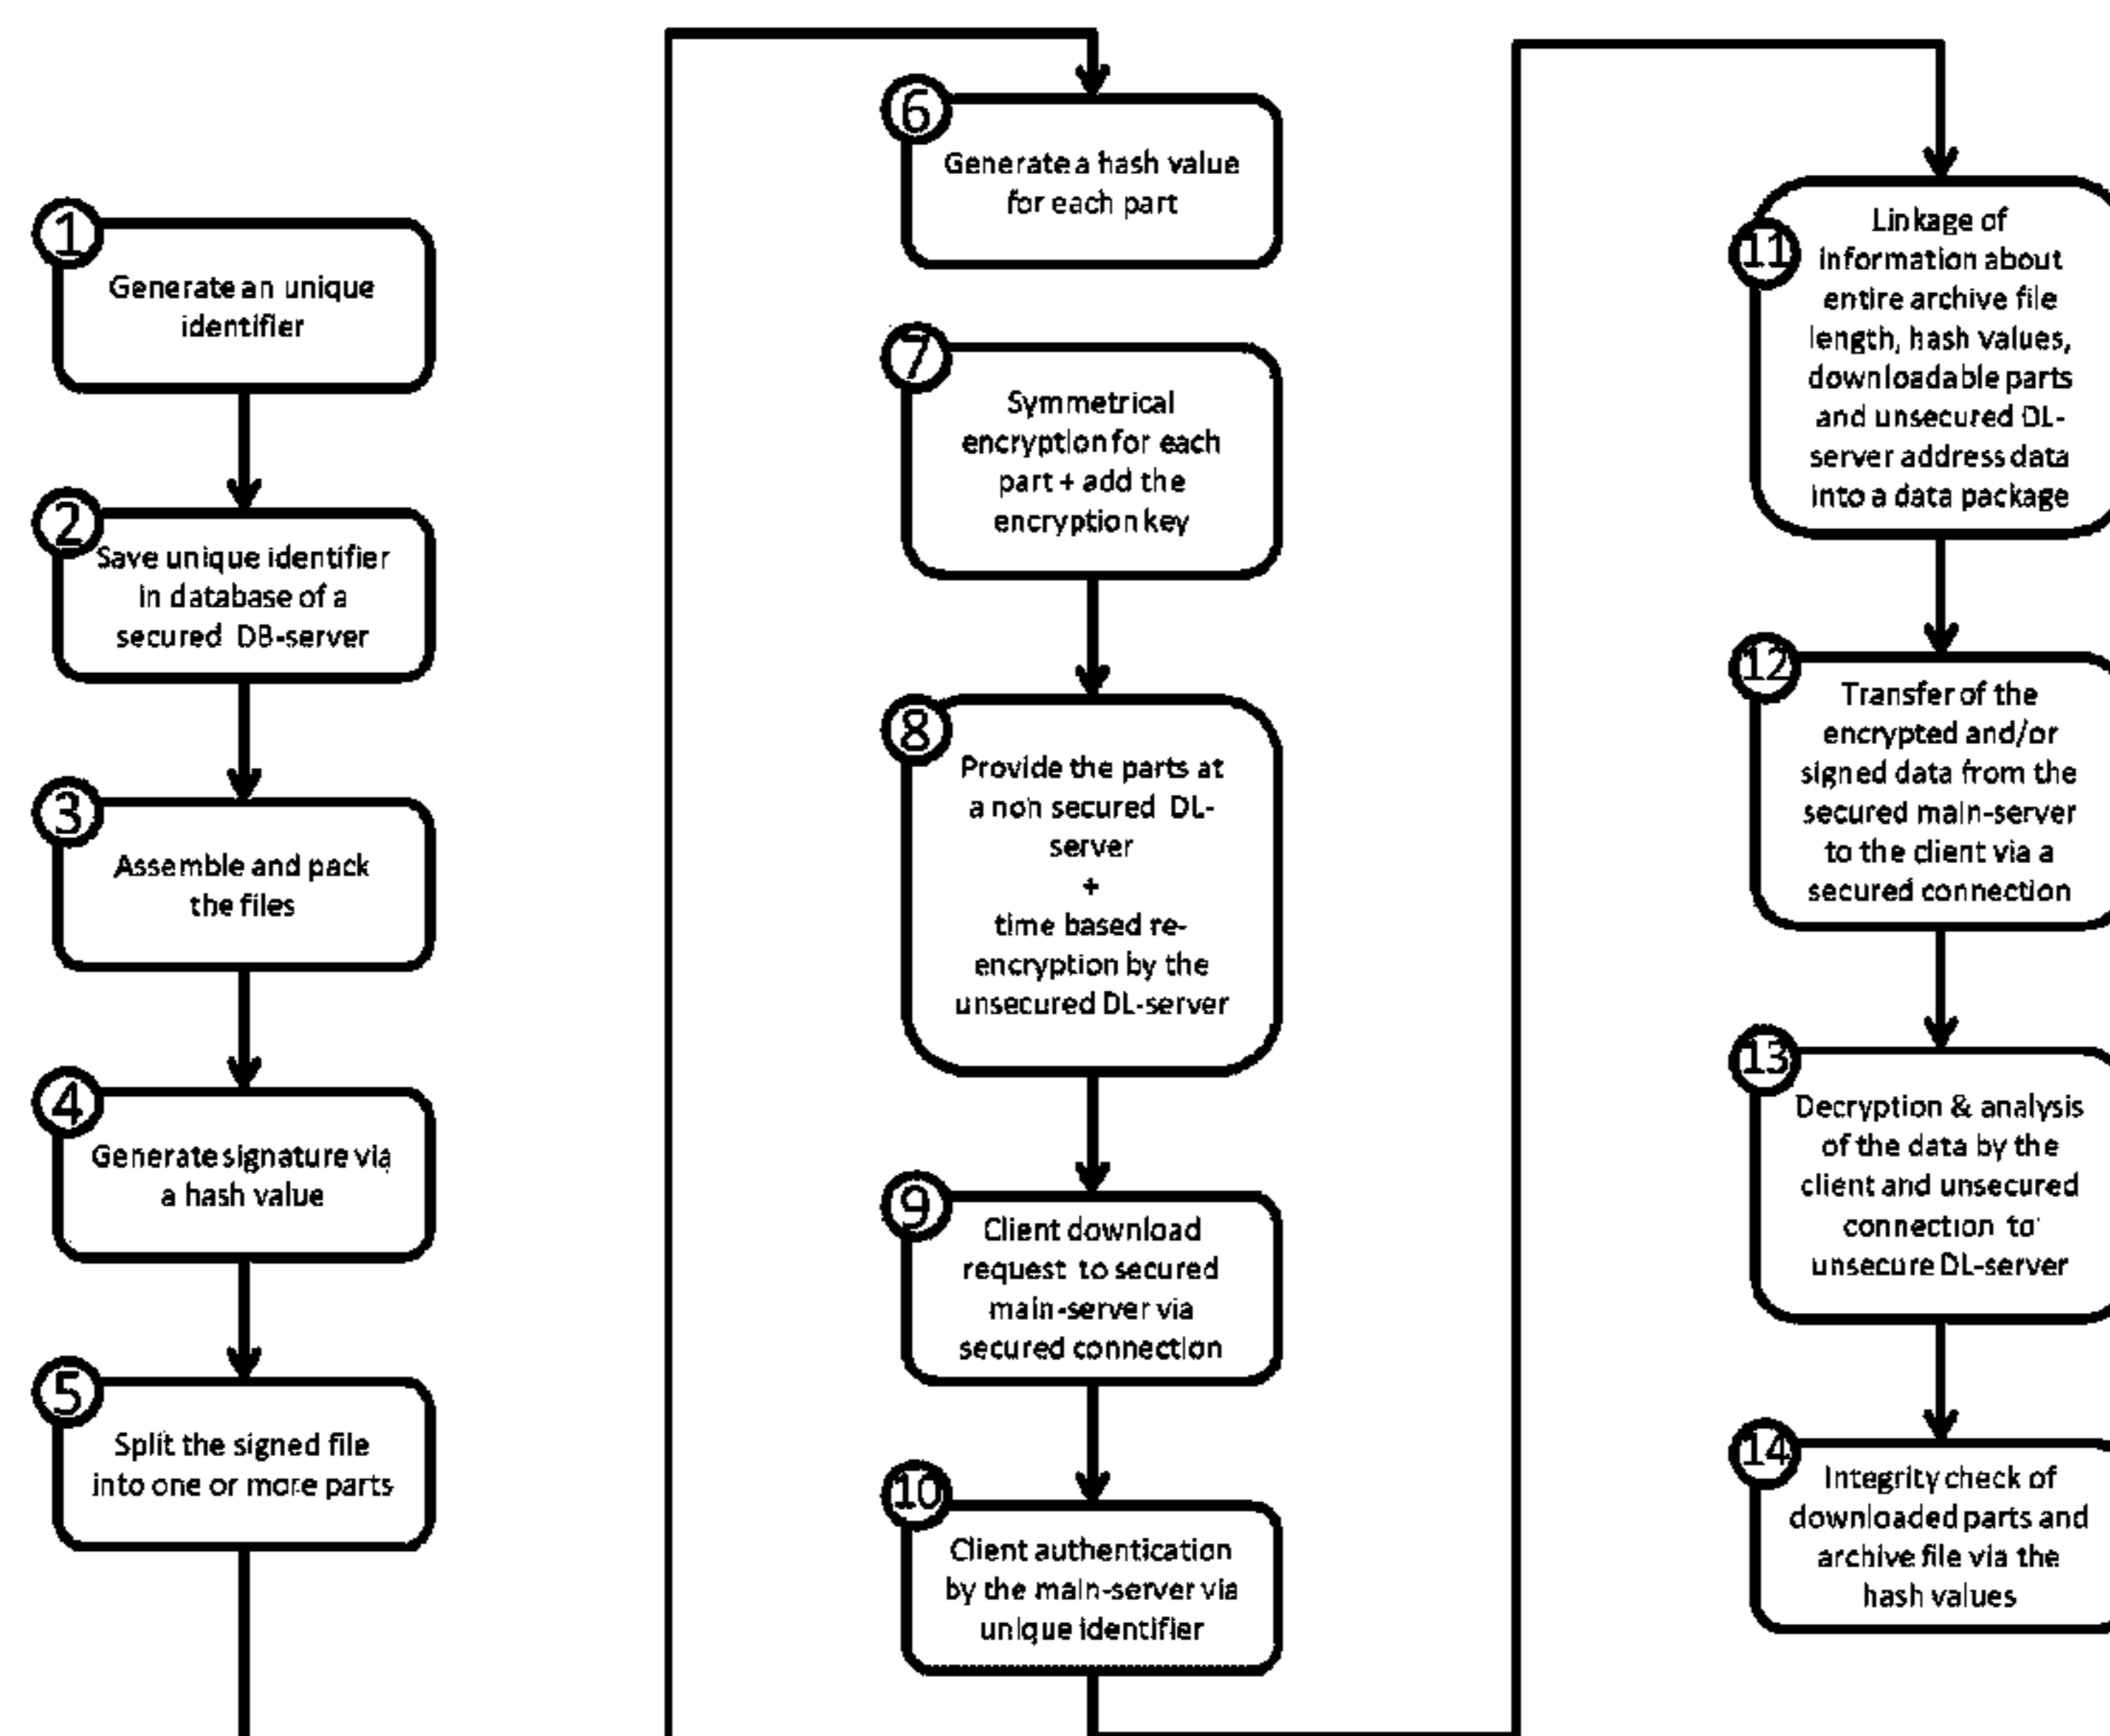 1
Generate an unique
identifier
2
Save unique identifier
in database of a
secured DB-server
3
Assemble and pack
the files
4
Generate signature via
a hash value
5
Split the signed file
into one or more parts
6
Generate a hash value
for each part
7
Symmetrical
encryption for each
part + add the
encryption key
8
Provide the parts at
a non secured DL-
server
+
time based re-
encryption by the
unsecured DL-server
9
Client download
request to secured
main-server via
secured connection
10
Client authentication
by the main-server via
unique identifier
11
Linkage of
information about
entire archive file
length, hash values,
downloadable parts
and unsecured DL-
server address data
into a data package
12
Transfer of the
encrypted and/or
signed data from the
secured main-server
to the client via a
secured connection
13
Decryption & analysis
of the data by the
client and unsecured
connection to
unsecure DL-server
14
Integrity check of
downloaded parts and
archive file via the
hash values